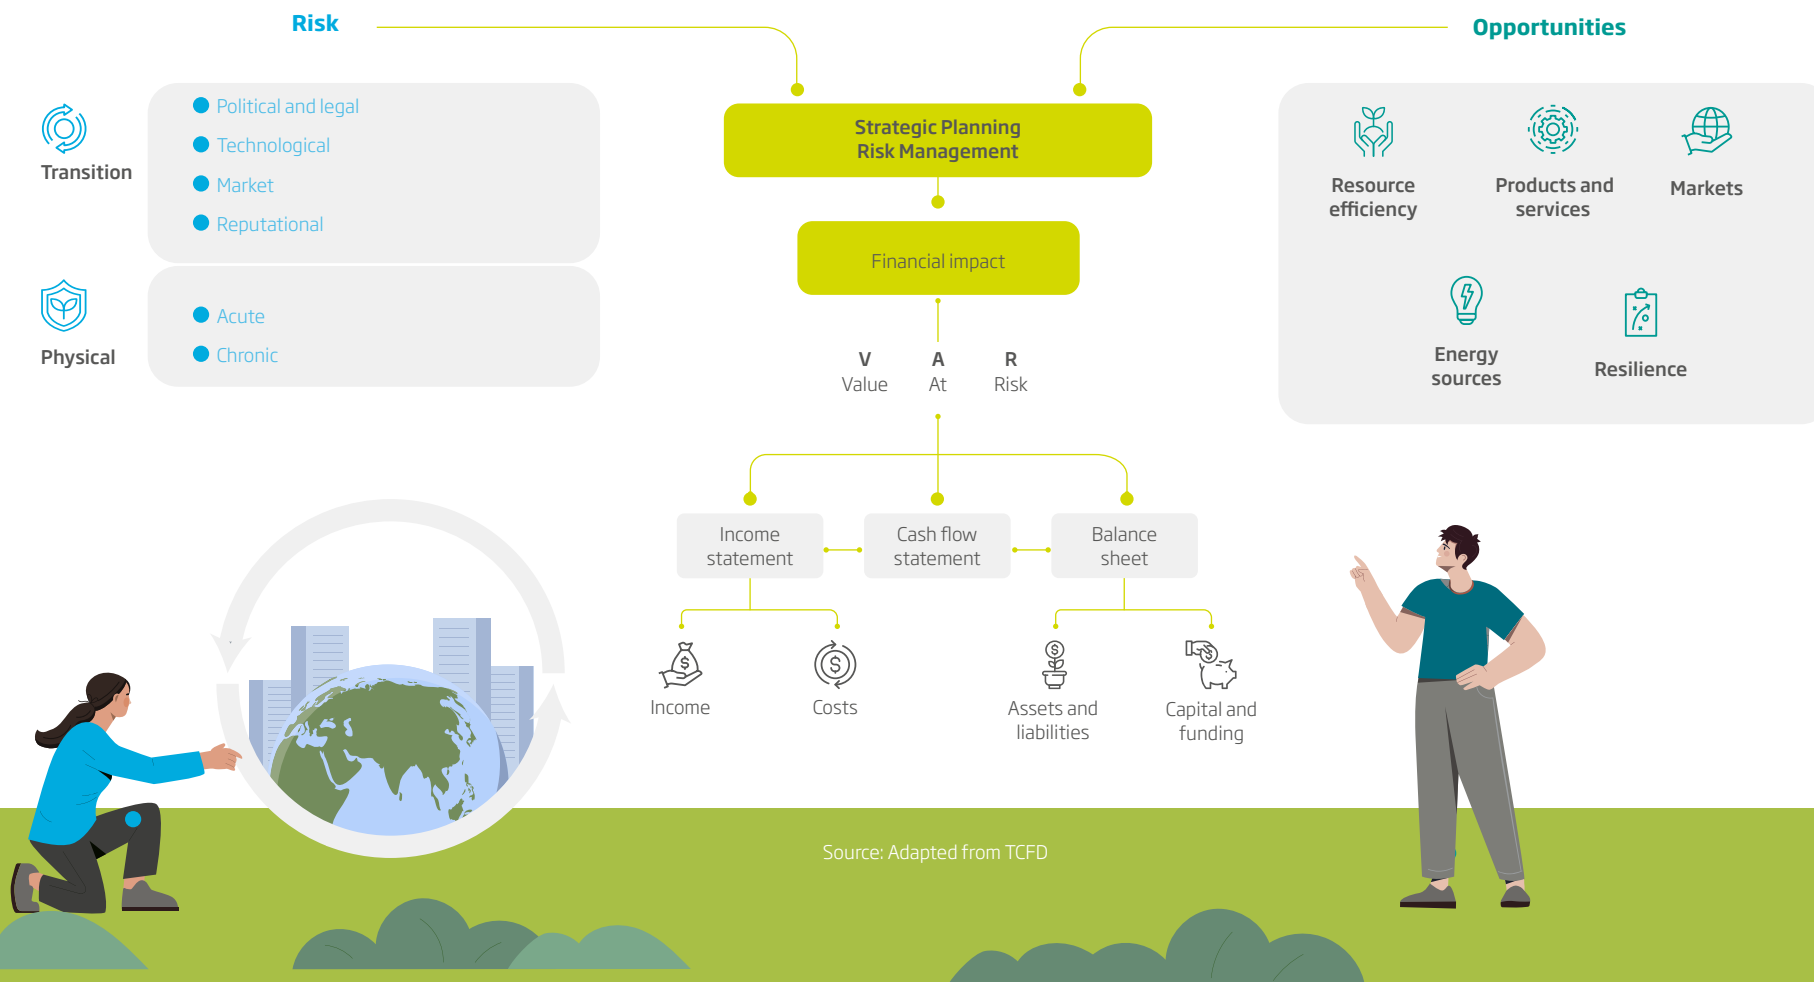 Risk
Opportunities
Transition
Political and legal
Technological
Market
Reputational
Physical
Acute
Chronic
Strategic Planning
Risk Management
Financial impact
V A R
Value At Risk
Resource
efficiency
Products and
services
Markets
Energy
sources
Resilience
Income
statement
Cash flow
statement
Balance
sheet
Income
Costs
Assets and
liabilities
Capital and
funding
Source: Adapted from TCFD